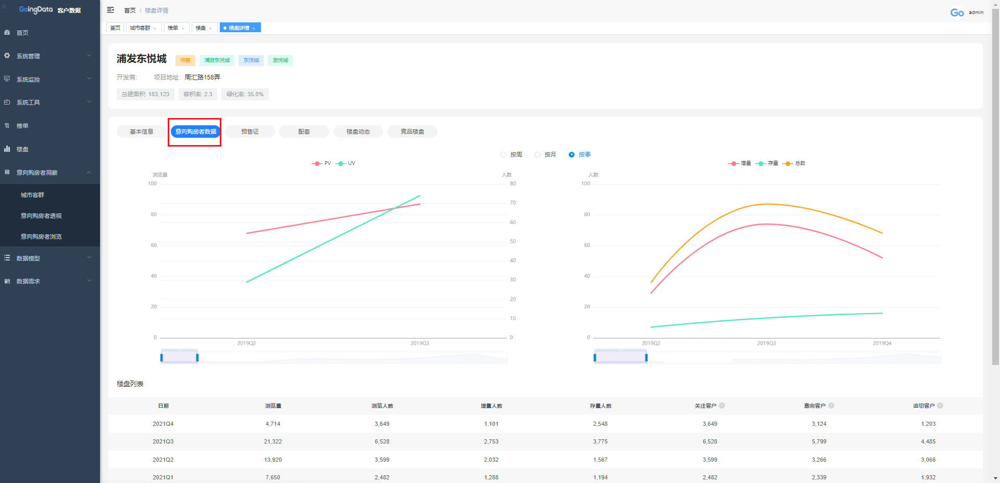 GoingData 客户数据
首页 / 楼盘详情
Go admin
首页 城市客群 × 榜单 × 楼盘 × 楼盘详情 ×
首页
系统管理
系统监控
系统工具
榜单
楼盘
意向购房者洞察
城市客群
意向购房者透视
意向购房者浏览
数据模型
数据需求
浦发东悦城 待售 浦发东悦城 东悦城 发悦城
开发商: 项目地址: 周汇路158弄
总建面积: 183,123 容积率: 2.3 绿化率: 35.0%
基本信息 意向购房者数据 预售证 配套 楼盘动态 竞品楼盘
按周 按月 按季
PV UV
浏览量 人数
100 80
70
80
60
60 50
40
40 30
20
20
10
0 0
2019Q2 2019Q3
增量 存量 总数
人数
100
80
60
40
20
0
2019Q2 2019Q3 2019Q4
楼盘列表
日期 浏览量 浏览人数 增量人数 存量人数 关注客户 ? 意向客户 ? 迫切客户 ?
2021Q4 4,714 3,649 1,101 2,548 3,649 3,124 1,203
2021Q3 21,322 6,528 2,753 3,775 6,528 5,799 4,485
2021Q2 13,920 3,599 2,032 1,567 3,599 3,266 3,066
2021Q1 7,650 2,482 1,288 1,194 2,482 2,339 1,932